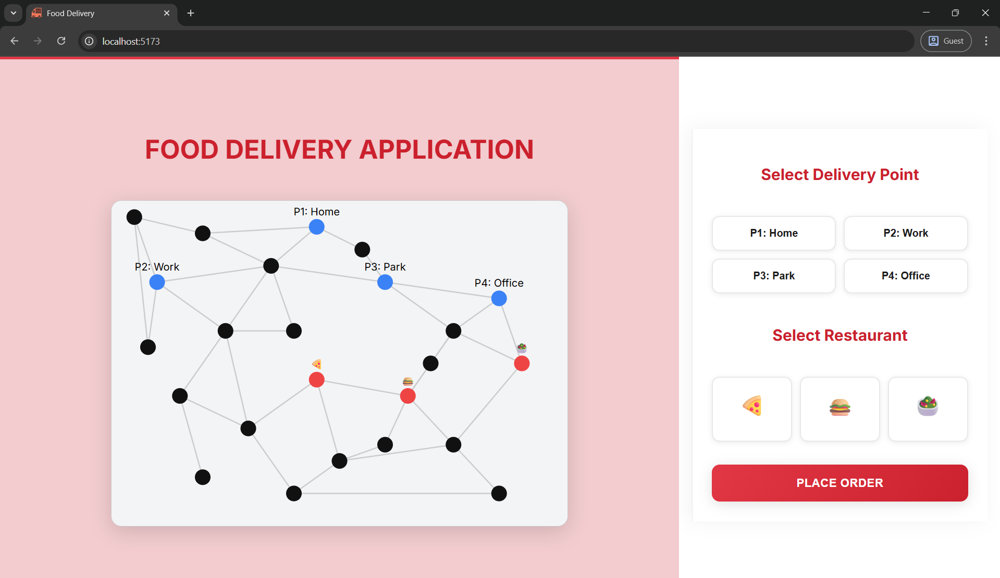 Food Delivery
localhost:5173
Guest
FOOD DELIVERY APPLICATION
P1: Home
P2: Work
P3: Park
P4: Office
Select Delivery Point
P1: Home
P2: Work
P3: Park
P4: Office
Select Restaurant
PLACE ORDER